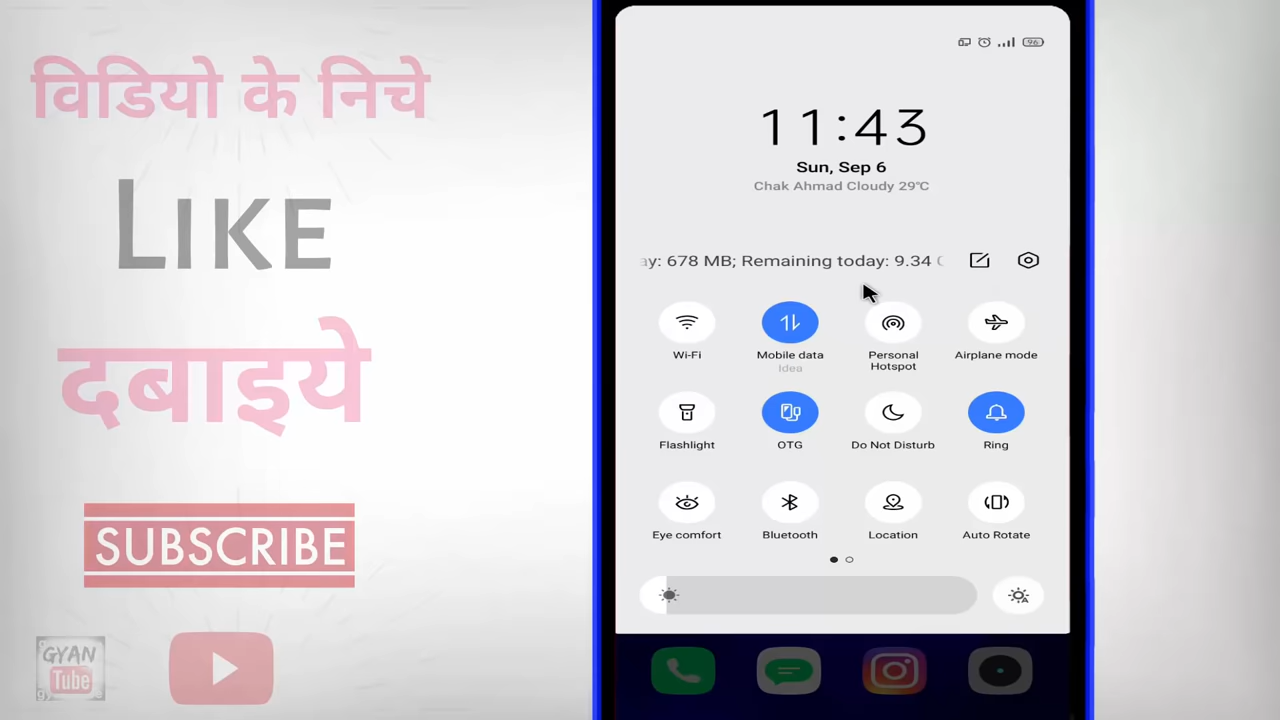 विडियो के निचे
LIKE
दबाइये
SUBSCRIBE
GYAN
Tube
96
11:43
Sun, Sep 6
Chak Ahmad Cloudy 29°C
ay: 678 MB; Remaining today: 9.34
Wi-Fi
Mobile data
Idea
Personal
Hotspot
Airplane mode
Flashlight
OTG
Do Not Disturb
Ring
Eye comfort
Bluetooth
Location
Auto Rotate